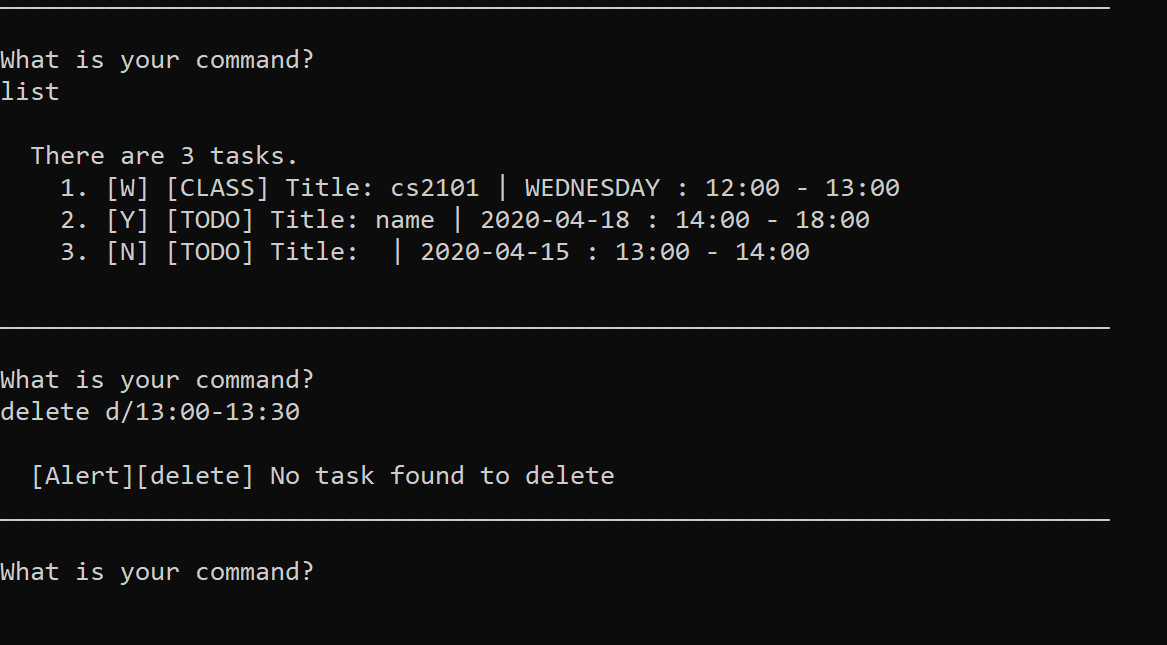 What is your command?
list
There are 3 tasks.
1. [W] [CLASS] Title: cs2101 | WEDNESDAY : 12:00 - 13:00
2. [Y] [TODO] Title: name | 2020-04-18 : 14:00 - 18:00
3. [N] [TODO] Title:  | 2020-04-15 : 13:00 - 14:00
What is your command?
delete d/13:00-13:30
[Alert][delete] No task found to delete
What is your command?